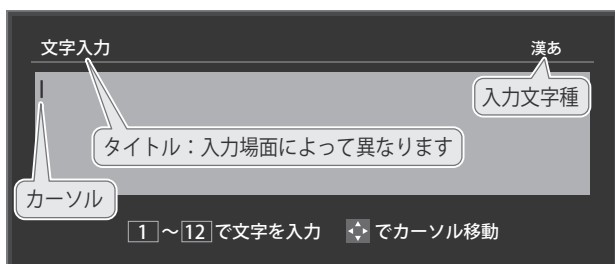 文字入力 漢あ
入力文字種
タイトル：入力場面によって異なります
カーソル
1～12で文字を入力 でカーソル移動